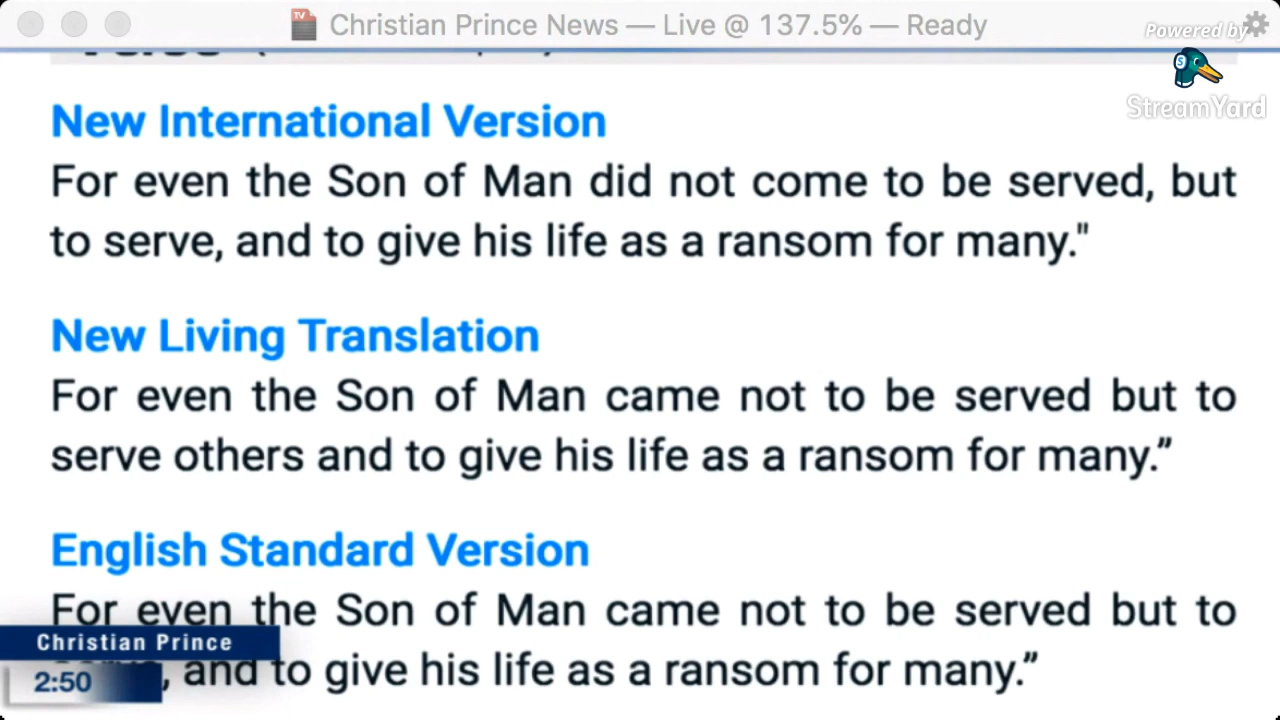 Christian Prince News — Live @ 137.5% — Ready
Powered by
StreamYard
New International Version
For even the Son of Man did not come to be served, but
to serve, and to give his life as a ransom for many."
New Living Translation
For even the Son of Man came not to be served but to
serve others and to give his life as a ransom for many.”
English Standard Version
For even the Son of Man came not to be served but to
, and to give his life as a ransom for many.”
Christian Prince
2:50